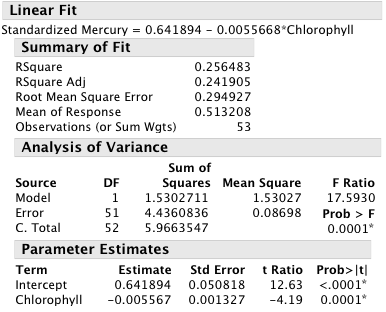 Linear Fit
Standardized Mercury = 0.641894 - 0.0055668*Chlorophyll
Summary of Fit
RSquare 0.256483
RSquare Adj 0.241905
Root Mean Square Error 0.294927
Mean of Response 0.513208
Observations (or Sum Wgts) 53
Analysis of Variance
Sum of
Source DF Squares Mean Square F Ratio
Model 1 1.5302711 1.53027 17.5930
Error 51 4.4360836 0.08698 Prob > F
C. Total 52 5.9663547 0.0001*
Parameter Estimates
Term Estimate Std Error t Ratio Prob>|t|
Intercept 0.641894 0.050818 12.63 <.0001*
Chlorophyll -0.005567 0.001327 -4.19 0.0001*